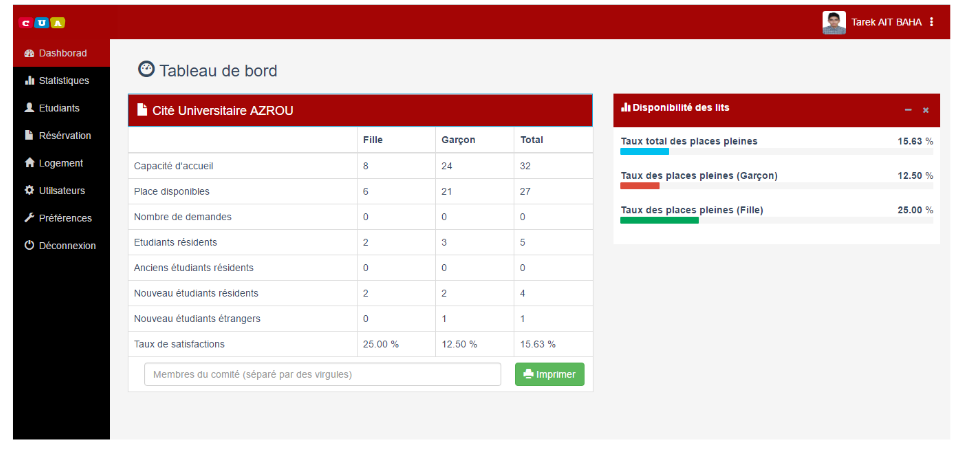 CUA
Tarek AIT BAHA
Dashborad
Statistiques
Etudiants
Résérvation
Logement
Utilsateurs
Préférences
Déconnexion
Tableau de bord
Cité Universitaire AZROU
Fille Garçon Total
Capacité d'accueil 8 24 32
Place disponibles 6 21 27
Nombre de demandes 0 0 0
Etudiants résidents 2 3 5
Anciens étudiants résidents 0 0 0
Nouveau étudiants résidents 2 2 4
Nouveau étudiants étrangers 0 1 1
Taux de satisfactions 25.00 % 12.50 % 15.63 %
Membres du comité (séparé par des virgules) Imprimer
Disponibilité des lits
Taux total des places pleines 15.63 %
Taux des places pleines (Garçon) 12.50 %
Taux des places pleines (Fille) 25.00 %